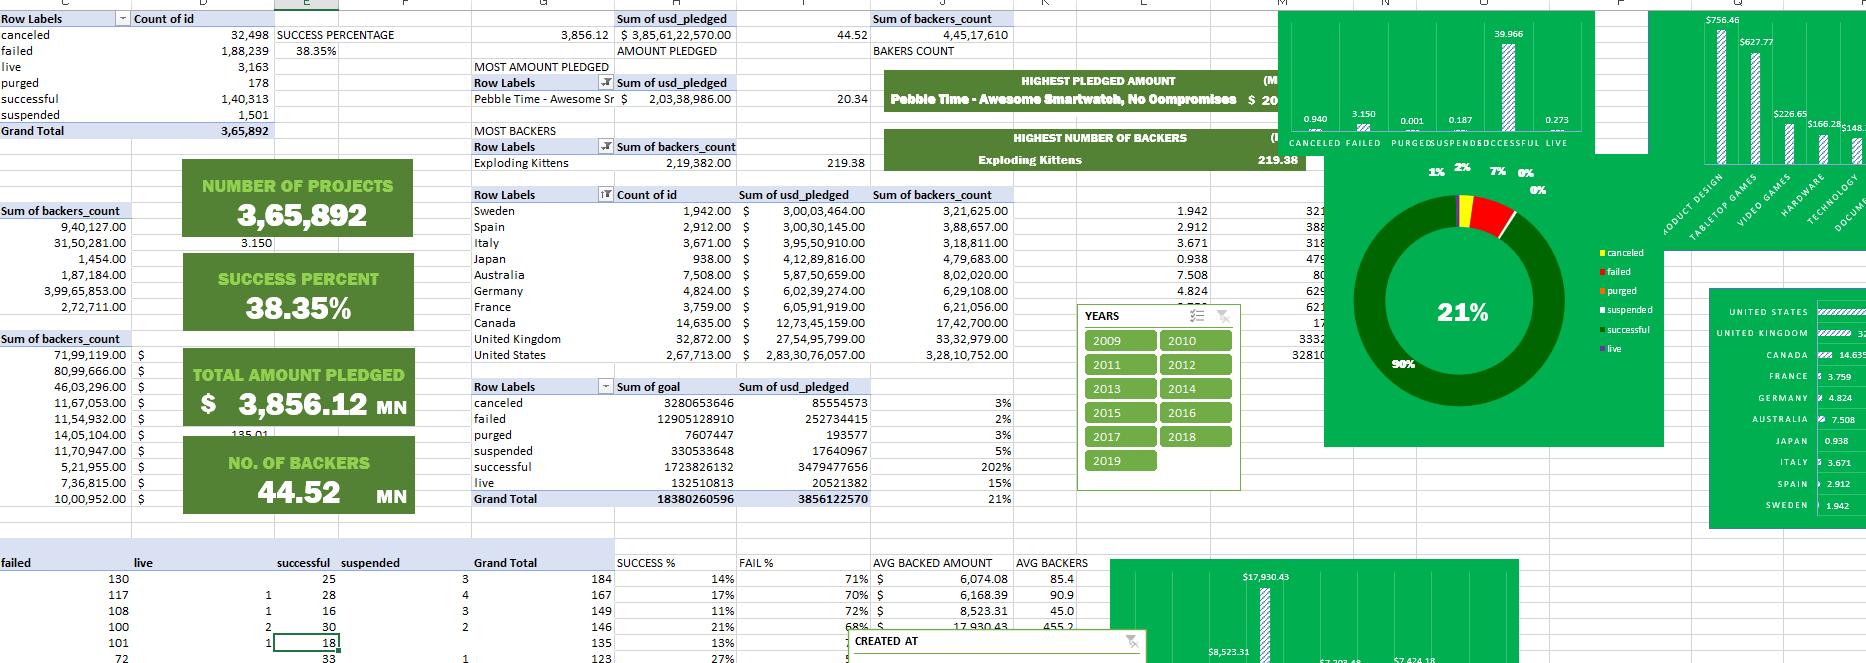 C D E F G H I J K L M N O P Q
Row Labels Count of id Sum of usd_pledged Sum of backers_count
canceled 32,498 SUCCESS PERCENTAGE 3,856.12 $ 3,85,61,22,570.00 44.52 4,45,17,610
failed 1,88,239 38.35% AMOUNT PLEDGED BAKERS COUNT
live 3,163 MOST AMOUNT PLEDGED
purged 178 Row Labels Sum of usd_pledged
successful 1,40,313 Pebble Time - Awesome Sr $ 2,03,38,986.00 20.34
suspended 1,501
Grand Total 3,65,892 MOST BACKERS
Row Labels Sum of backers_count
Exploding Kittens 2,19,382.00 219.38
HIGHEST PLEDGED AMOUNT (M
Pebble Time - Awesome Smartwatch, No Compromises $ 20
HIGHEST NUMBER OF BACKERS (
Exploding Kittens 219.38
NUMBER OF PROJECTS
3,65,892
SUCCESS PERCENT
38.35%
TOTAL AMOUNT PLEDGED
$ 3,856.12 MN
NO. OF BACKERS
44.52 MN
Sum of backers_count
9,40,127.00
31,50,281.00 3.150
1,454.00
1,87,184.00
3,99,65,853.00
2,72,711.00
Sum of backers_count
71,99,119.00 $
80,99,666.00 $
46,03,296.00 $
11,67,053.00 $
11,54,932.00 $
14,05,104.00 $ 135.01
11,70,947.00 $
5,21,955.00 $
7,36,815.00 $
10,00,952.00 $
Row Labels Count of id Sum of usd_pledged Sum of backers_count
Sweden 1,942.00 $ 3,00,03,464.00 3,21,625.00 1.942 321
Spain 2,912.00 $ 3,00,30,145.00 3,88,657.00 2.912 388
Italy 3,671.00 $ 3,95,50,910.00 3,18,811.00 3.671 318
Japan 938.00 $ 4,12,89,816.00 4,79,683.00 0.938 479
Australia 7,508.00 $ 5,87,50,659.00 8,02,020.00 7.508 80
Germany 4,824.00 $ 6,02,39,274.00 6,29,108.00 4.824 629
France 3,759.00 $ 6,05,91,919.00 6,21,056.00 621
Canada 14,635.00 $ 12,73,45,159.00 17,42,700.00 17
United Kingdom 32,872.00 $ 27,54,95,799.00 33,32,979.00 3332
United States 2,67,713.00 $ 2,83,30,76,057.00 3,28,10,752.00 32810
Row Labels Sum of goal Sum of usd_pledged
canceled 3280653646 85554573 3%
failed 12905128910 252734415 2%
purged 7607447 193577 3%
suspended 330533648 17640967 5%
successful 1723826132 3479477656 202%
live 132510813 20521382 15%
Grand Total 18380260596 3856122570 21%
YEARS
2009 2010
2011 2012
2013 2014
2015 2016
2017 2018
2019
39.966
0.940 3.150 0.001 0.187 0.273
CANCELED FAILED PURGED SUSPENDED SUCCESSFUL LIVE
1% 2% 7% 0%
0%
21%
90%
canceled
failed
purged
suspended
successful
live
$756.46
$627.77
$226.65
$166.28
$148.
RODUCT DESIGN
TABLETOP GAMES
VIDEO GAMES
HARDWARE
TECHNOLOGY
DOCUME
UNITED STATES
UNITED KINGDOM 32
CANADA 14.635
FRANCE 3.759
GERMANY 4.824
AUSTRALIA 7.508
JAPAN 0.938
ITALY 3.671
SPAIN 2.912
SWEDEN 1.942
failed live successful suspended Grand Total SUCCESS % FAIL % AVG BACKED AMOUNT AVG BACKERS
130 25 3 184 14% 71% $ 6,074.08 85.4
117 1 28 4 167 17% 70% $ 6,168.39 90.9
108 1 16 3 149 11% 72% $ 8,523.31 45.0
100 2 30 2 146 21% 68% $ 17,930.43 455.2
101 1 18 135 13%
72 33 1 123 27%
CREATED AT
$17,930.43
$8,523.31
$7,424.18